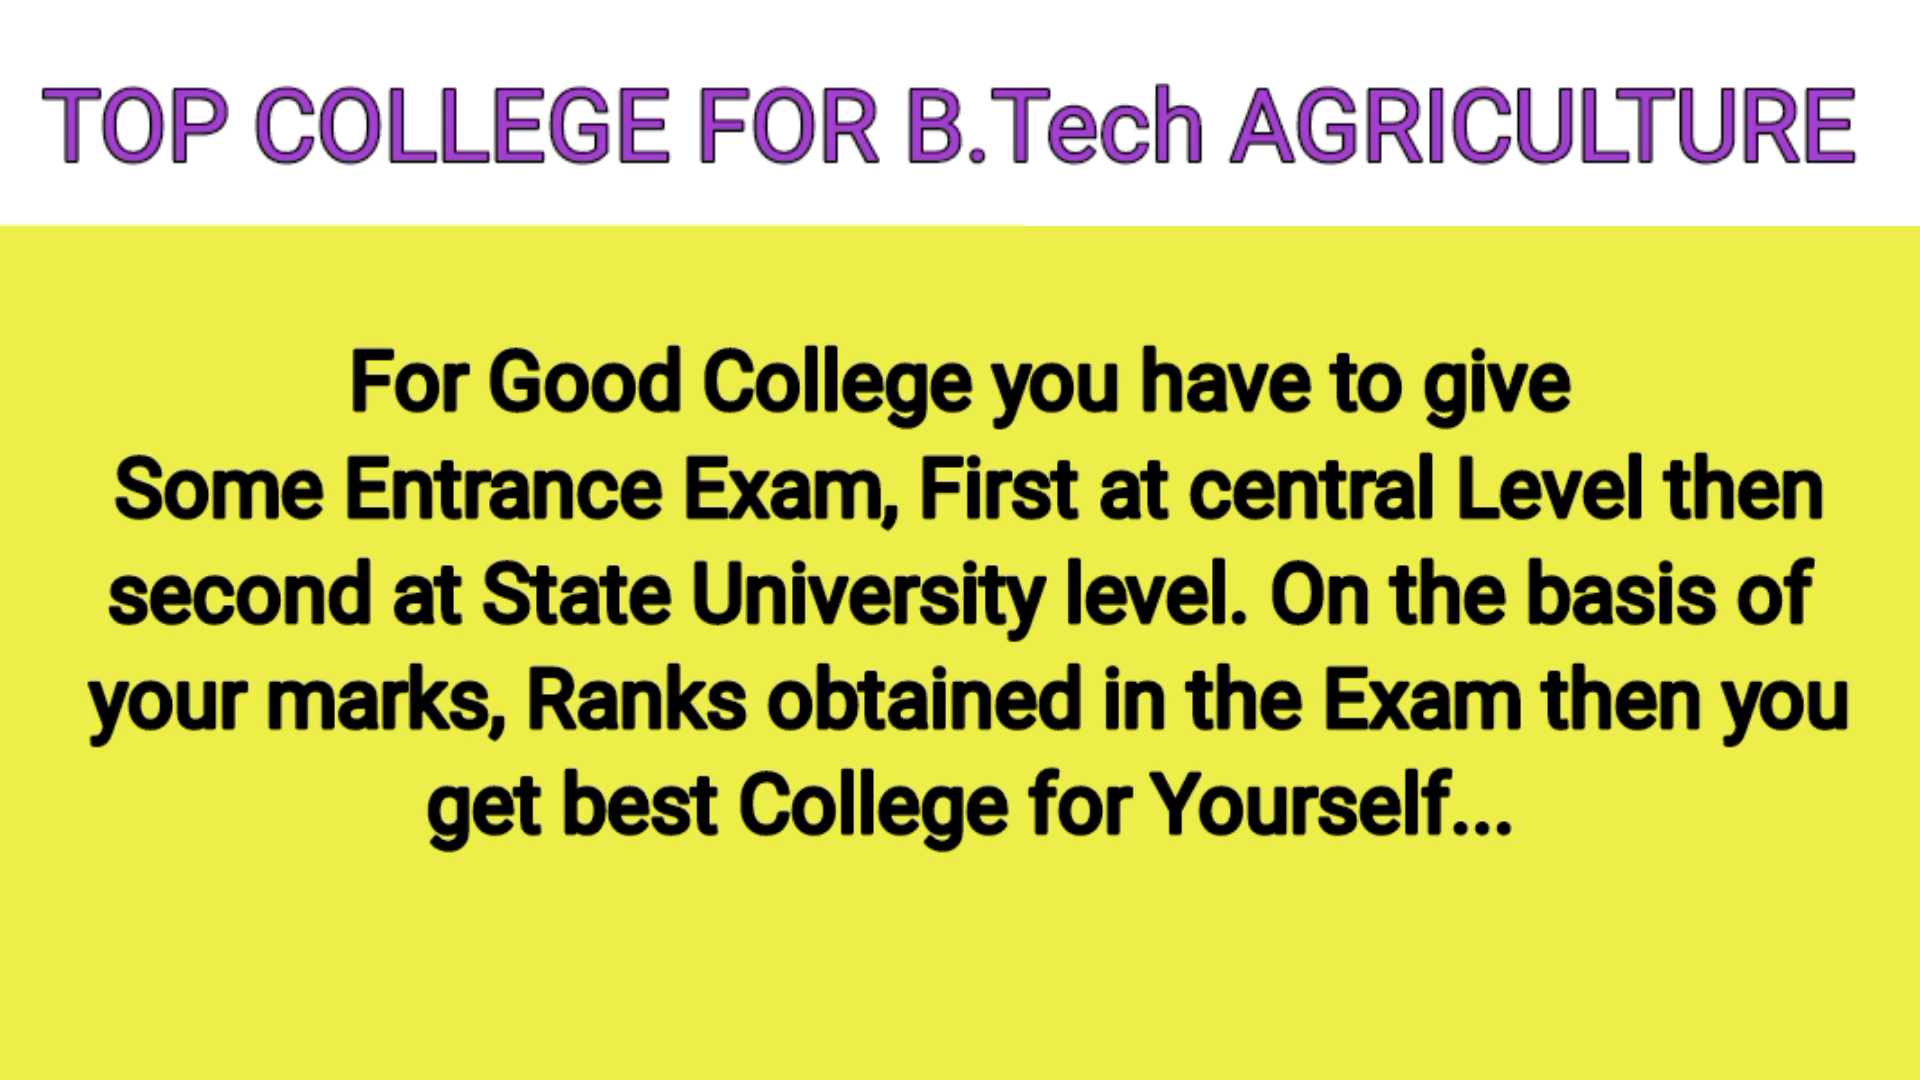 TOP COLLEGE FOR B.Tech AGRICULTURE
For Good College you have to give
Some Entrance Exam, First at central Level then
second at State University level. On the basis of
your marks, Ranks obtained in the Exam then you
get best College for Yourself...